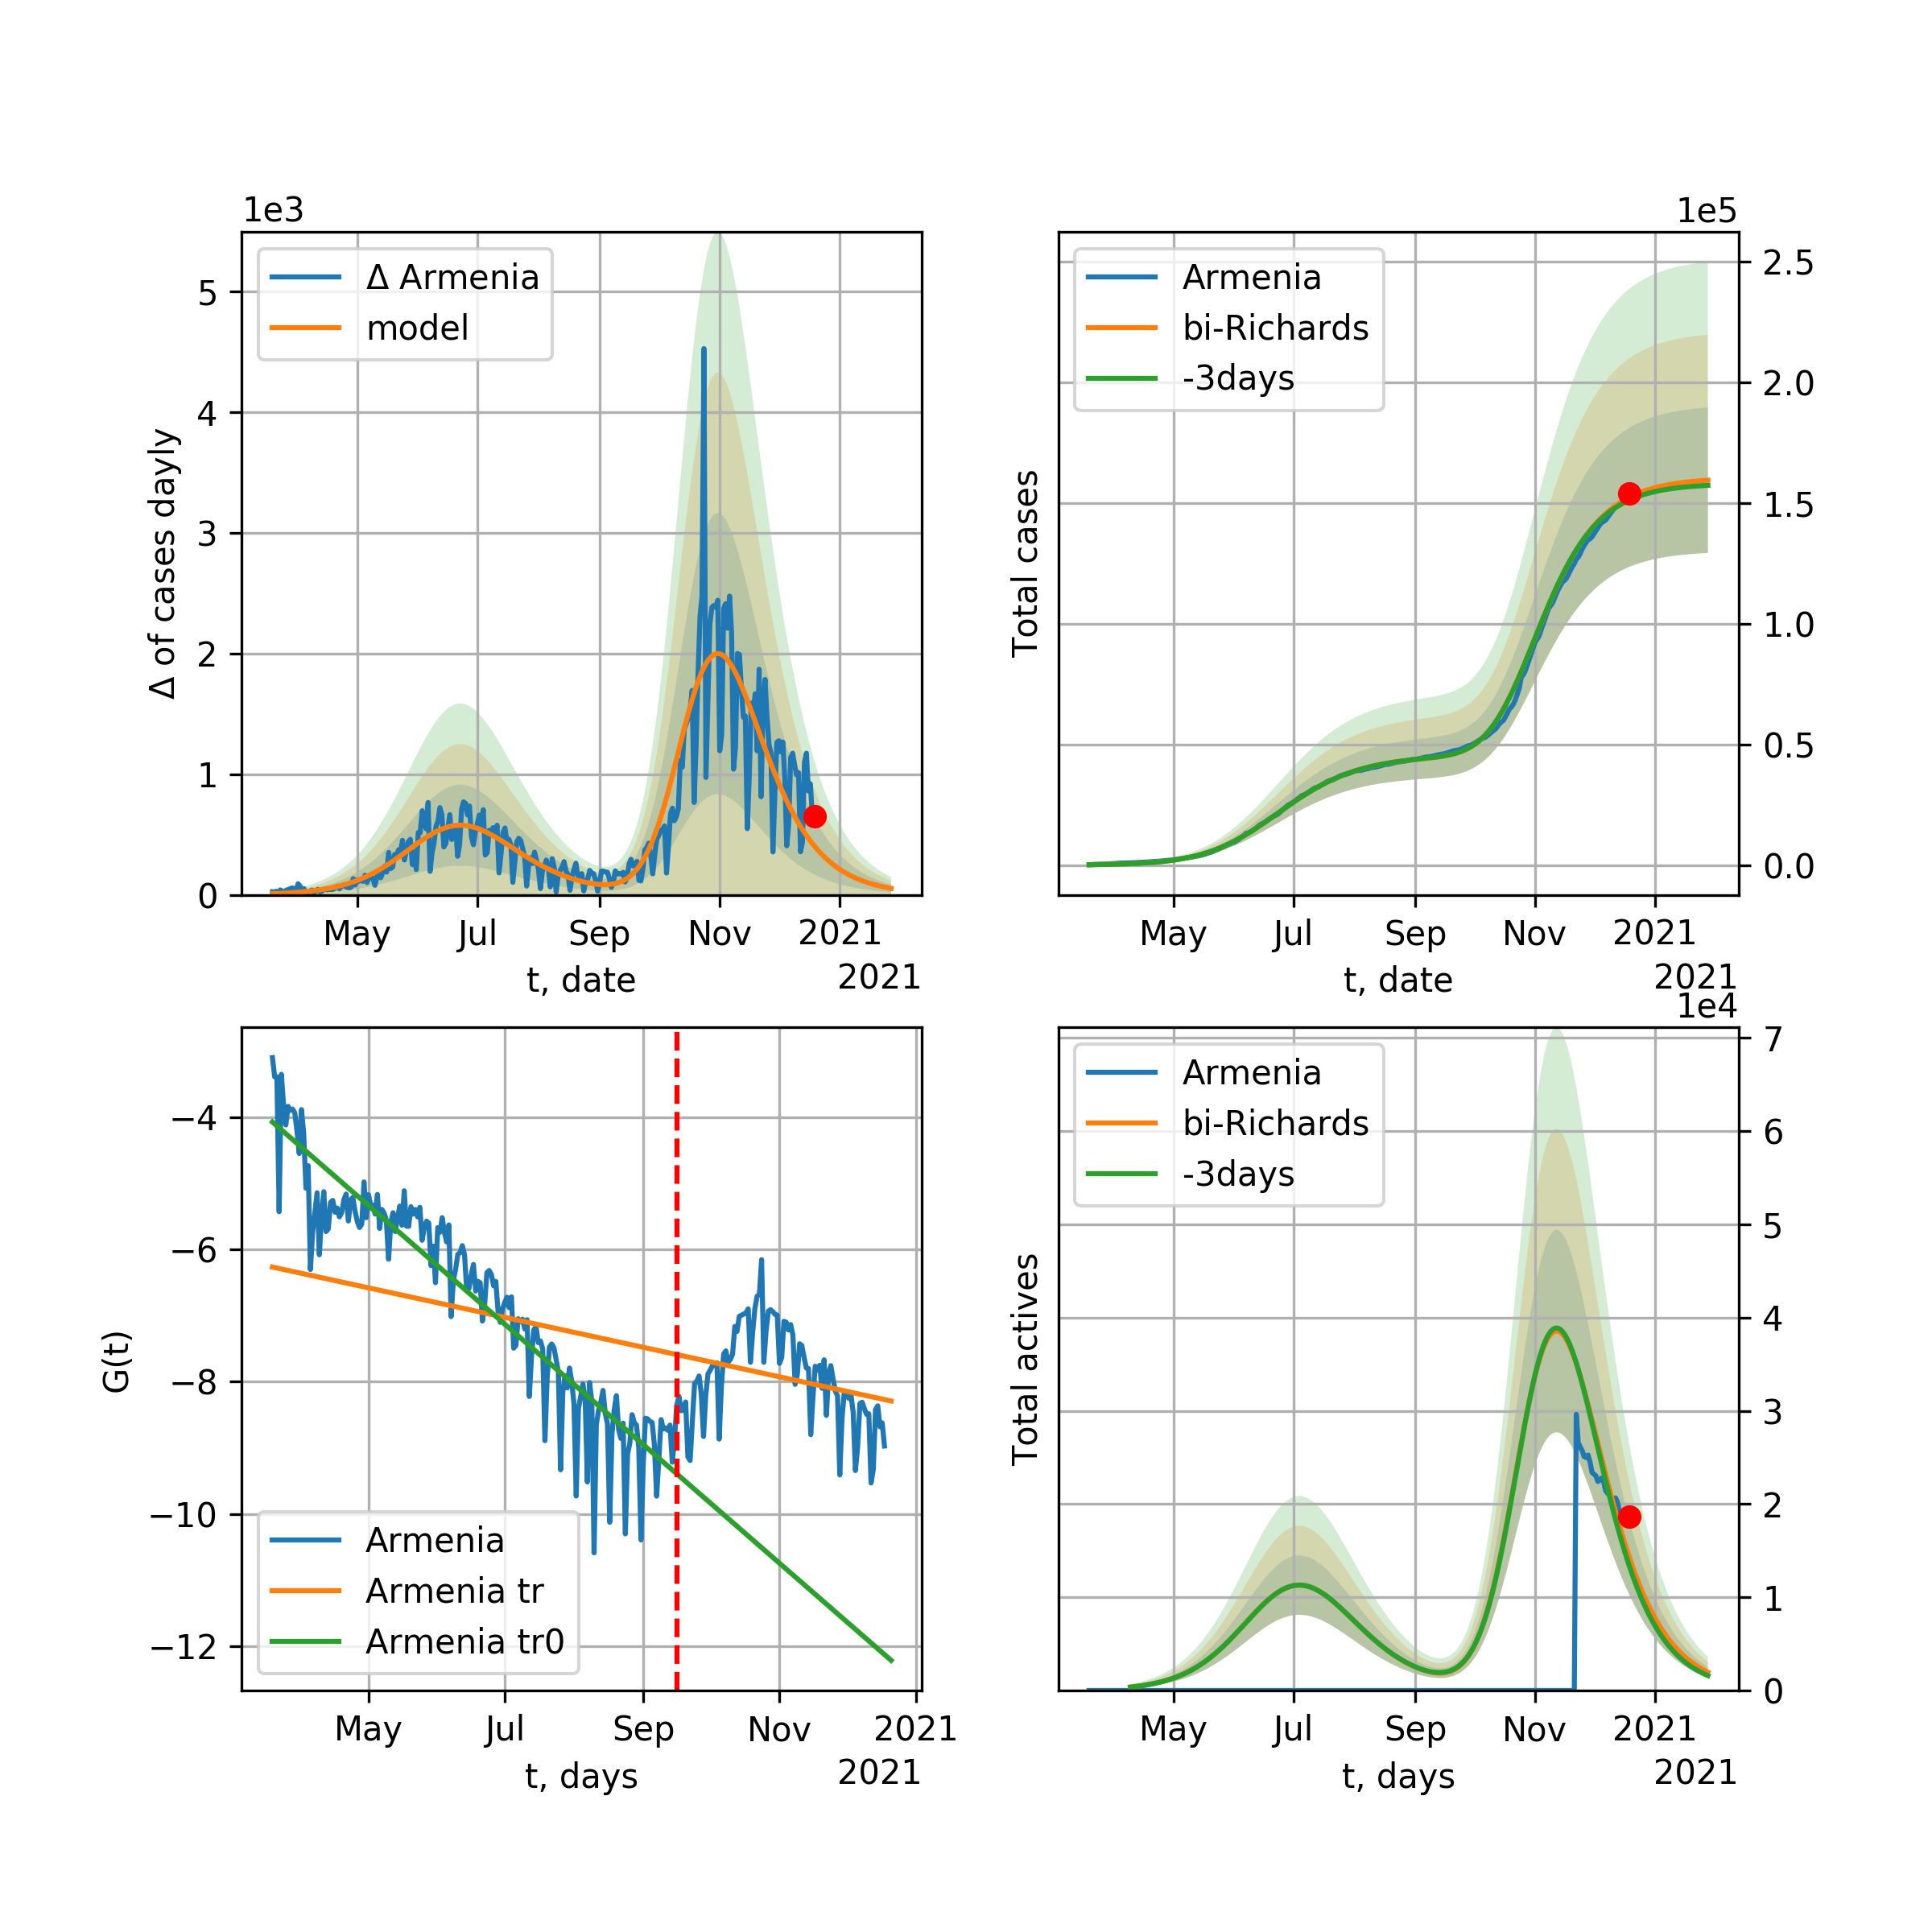 1e3
Δ of cases dayly
5
4
3
2
1
0
Δ Armenia
model
May Jul Sep Nov 2021
t, date
2021
1e5
Total cases
Armenia
bi-Richards
-3days
2.5
2.0
1.5
1.0
0.5
0.0
May Jul Sep Nov 2021
t, date
2021
G(t)
−4
−6
−8
−10
−12
Armenia
Armenia tr
Armenia tr0
May Jul Sep Nov 2021
t, days
2021
1e4
Total actives
Armenia
bi-Richards
-3days
7
6
5
4
3
2
1
0
May Jul Sep Nov 2021
t, days
2021